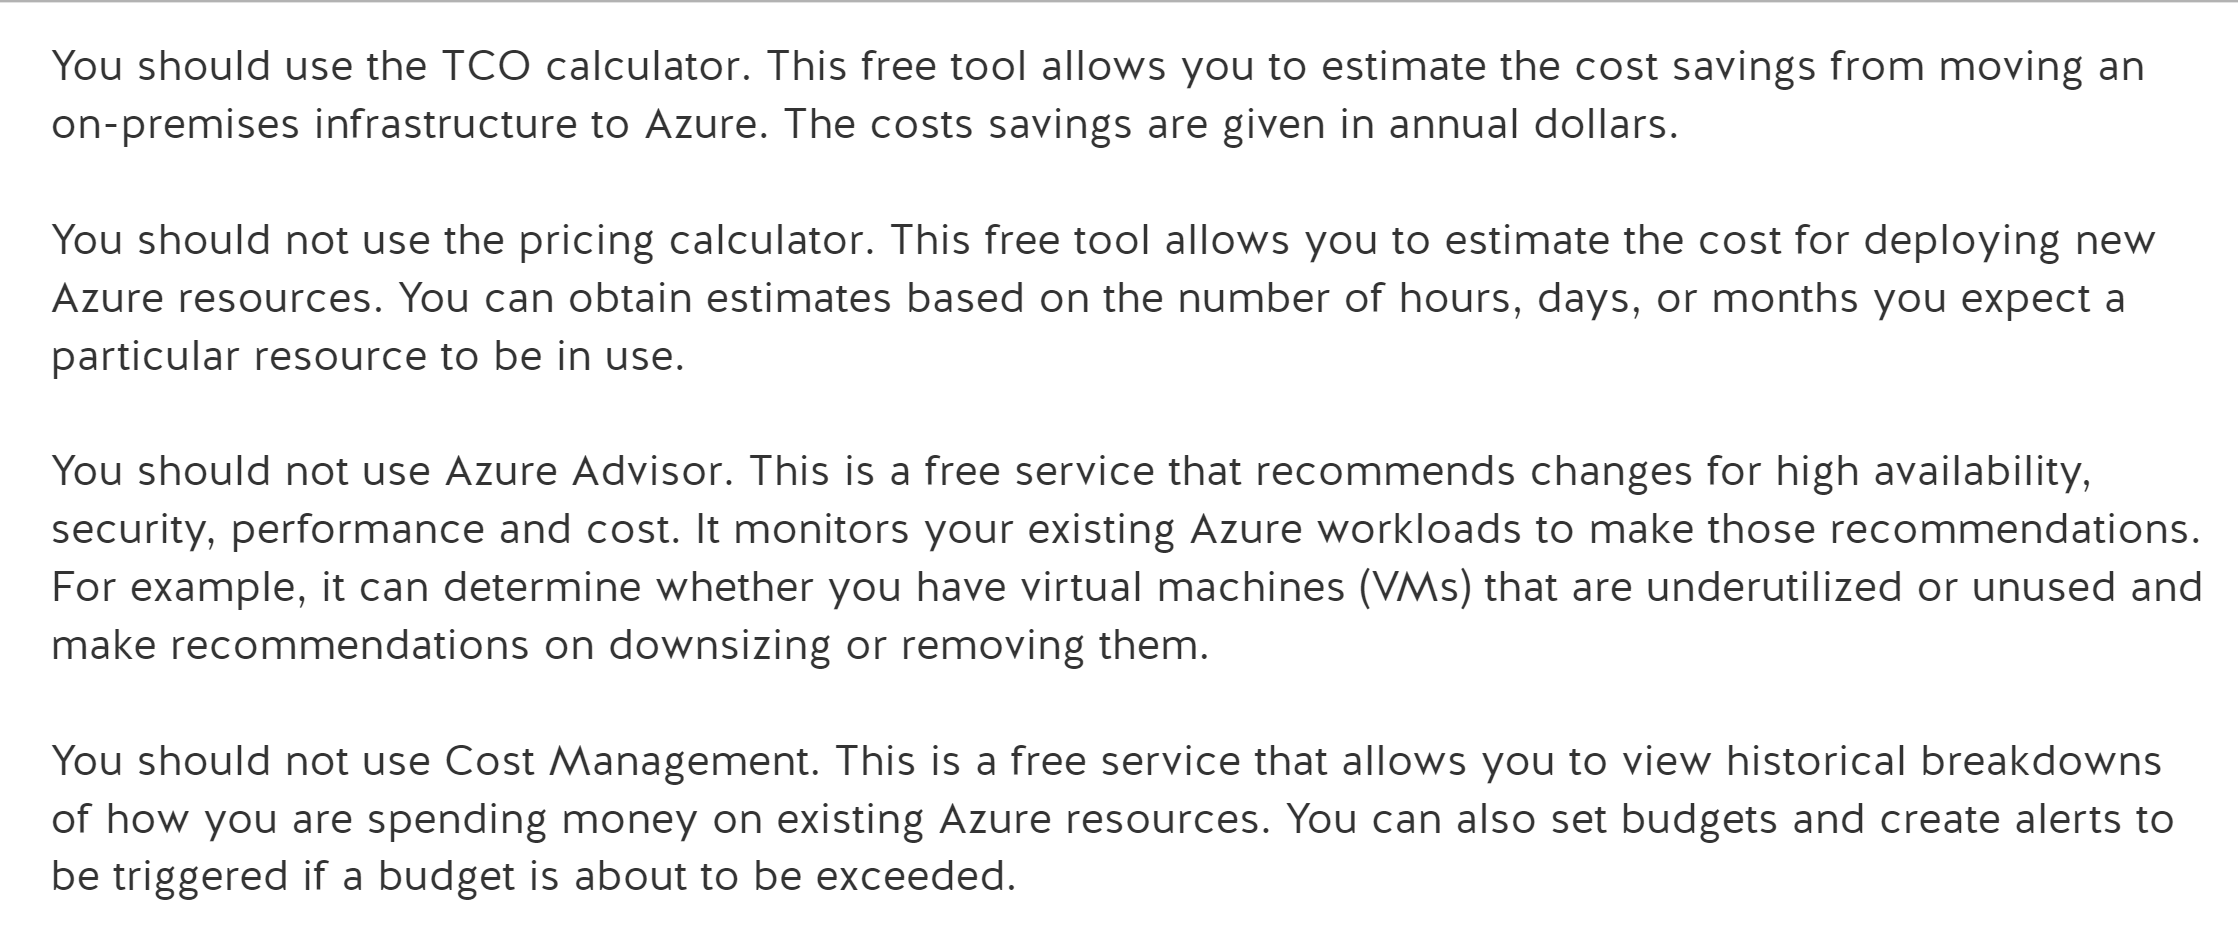 You should use the TCO calculator. This free tool allows you to estimate the cost savings from moving an
on-premises infrastructure to Azure. The costs savings are given in annual dollars.
You should not use the pricing calculator. This free tool allows you to estimate the cost for deploying new
Azure resources. You can obtain estimates based on the number of hours, days, or months you expect a
particular resource to be in use.
You should not use Azure Advisor. This is a free service that recommends changes for high availability,
security, performance and cost. It monitors your existing Azure workloads to make those recommendations.
For example, it can determine whether you have virtual machines (VMs) that are underutilized or unused and
make recommendations on downsizing or removing them.
You should not use Cost Management. This is a free service that allows you to view historical breakdowns
of how you are spending money on existing Azure resources. You can also set budgets and create alerts to
be triggered if a budget is about to be exceeded.